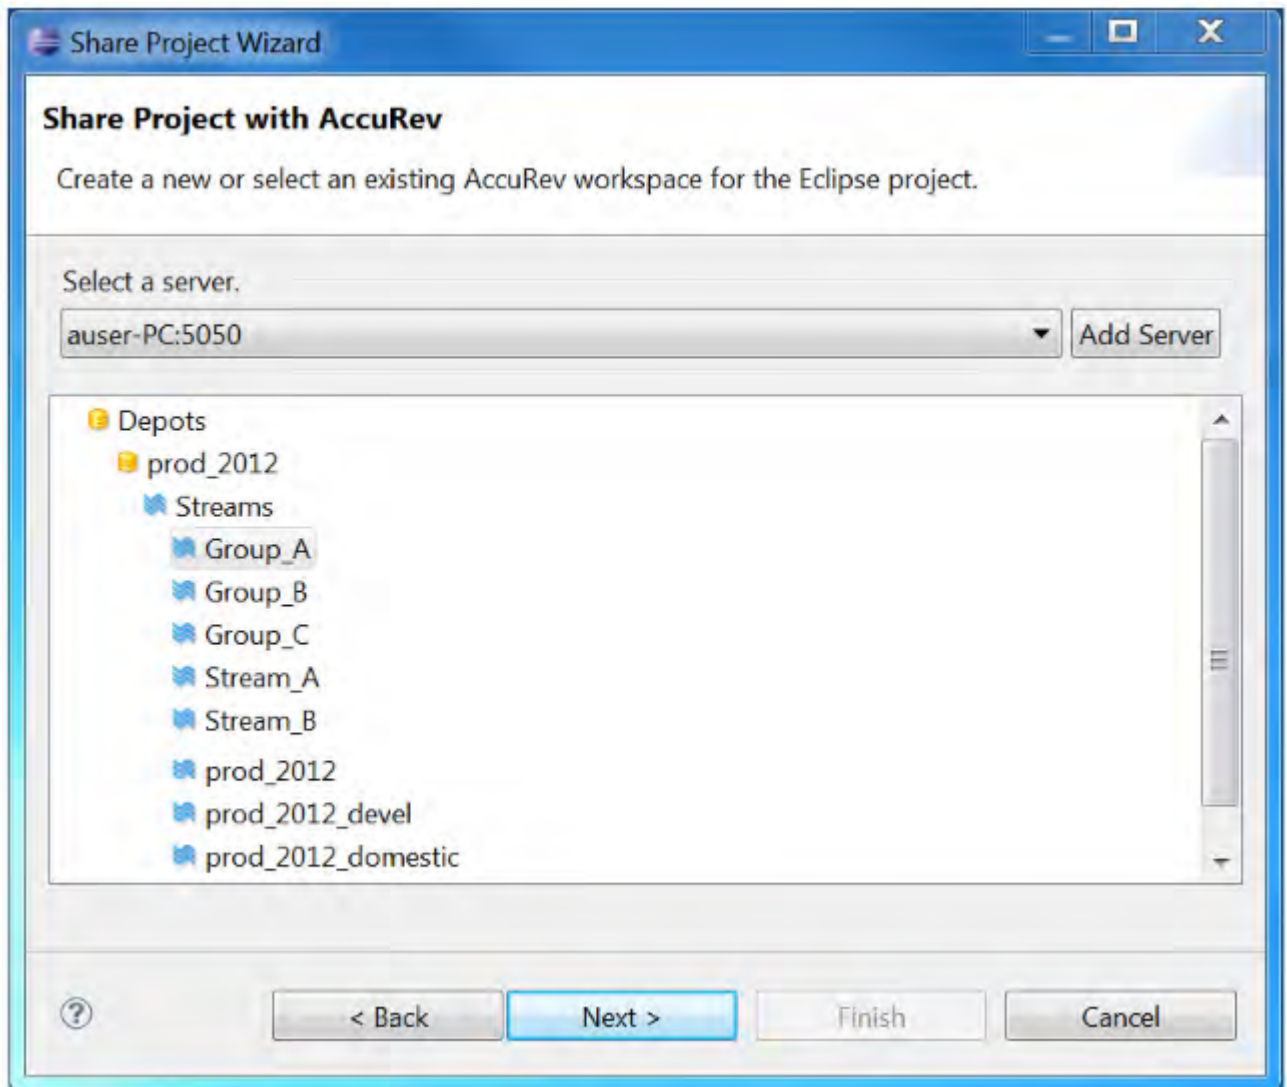 Share Project Wizard
Share Project with AccuRev
Create a new or select an existing AccuRev workspace for the Eclipse project.
Select a server.
auser-PC:5050
Add Server
Depots
prod_2012
Streams
Group_A
Group_B
Group_C
Stream_A
Stream_B
prod_2012
prod_2012_devel
prod_2012_domestic
?
< Back
Next >
Finish
Cancel